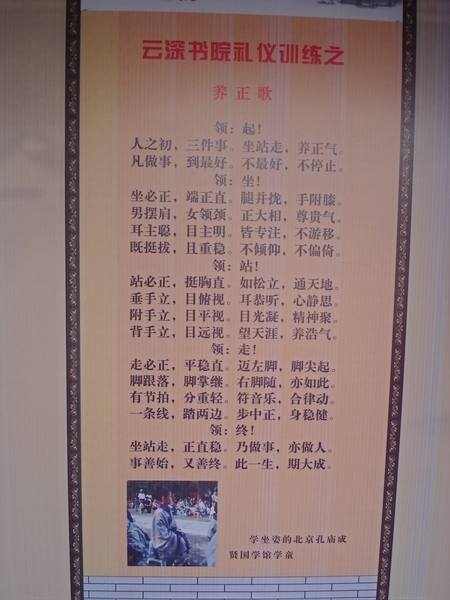 云深书院礼仪训练之
养正歌
领：起！
人之初，三件事。坐站走，养正气。
凡做事，到最好。不最好，不停止。
领：坐！
坐必正，端正直。腿并拢，手附膝。
男摆肩，女颌颈。正大相，尊贵气。
耳主聪，目主明。皆专注，不游移。
既挺拔，且重稳。不倾仰，不偏倚。
领：站！
站必正，挺胸直。如松立，通天地。
垂手立，目俯视。耳恭听，心静思。
附手立，目平视。目光凝，精神聚。
背手立，目远视。望天涯，养浩气。
领：走！
走必正，平稳直。迈左脚，脚尖起。
脚跟落，脚掌继。右脚随，亦如此。
有节拍，分重轻。符音乐，合律动。
一条线，踏两边。步中正，身稳健。
领：终！
坐站走，正直稳。乃做事，亦做人。
事善始，又善终。此一生，期大成。
学坐姿的北京孔庙成
贤国学馆学童